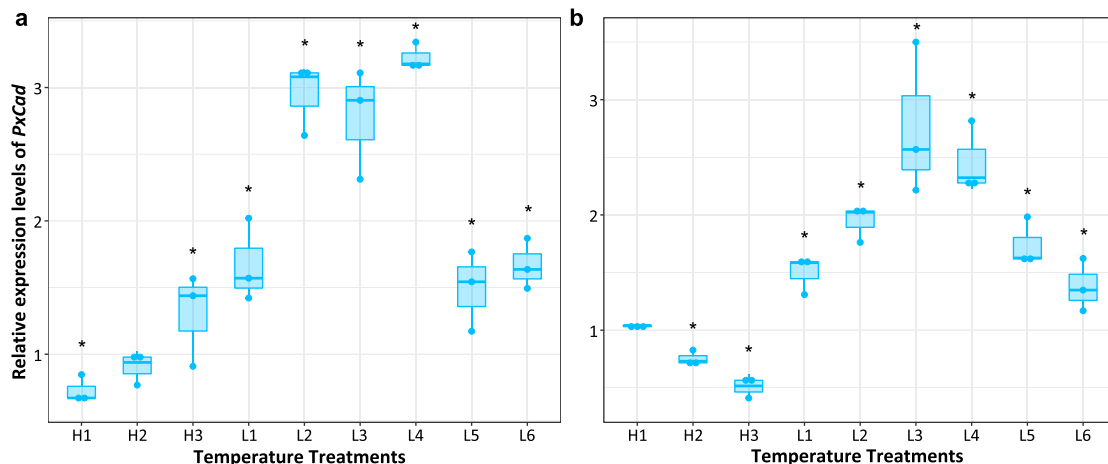 a
Relative expression levels of PxCad
3
2
1
* * * * * * * *
H1 H2 H3 L1 L2 L3 L4 L5 L6
Temperature Treatments
b
3
2
1
* * * * * * * *
H1 H2 H3 L1 L2 L3 L4 L5 L6
Temperature Treatments